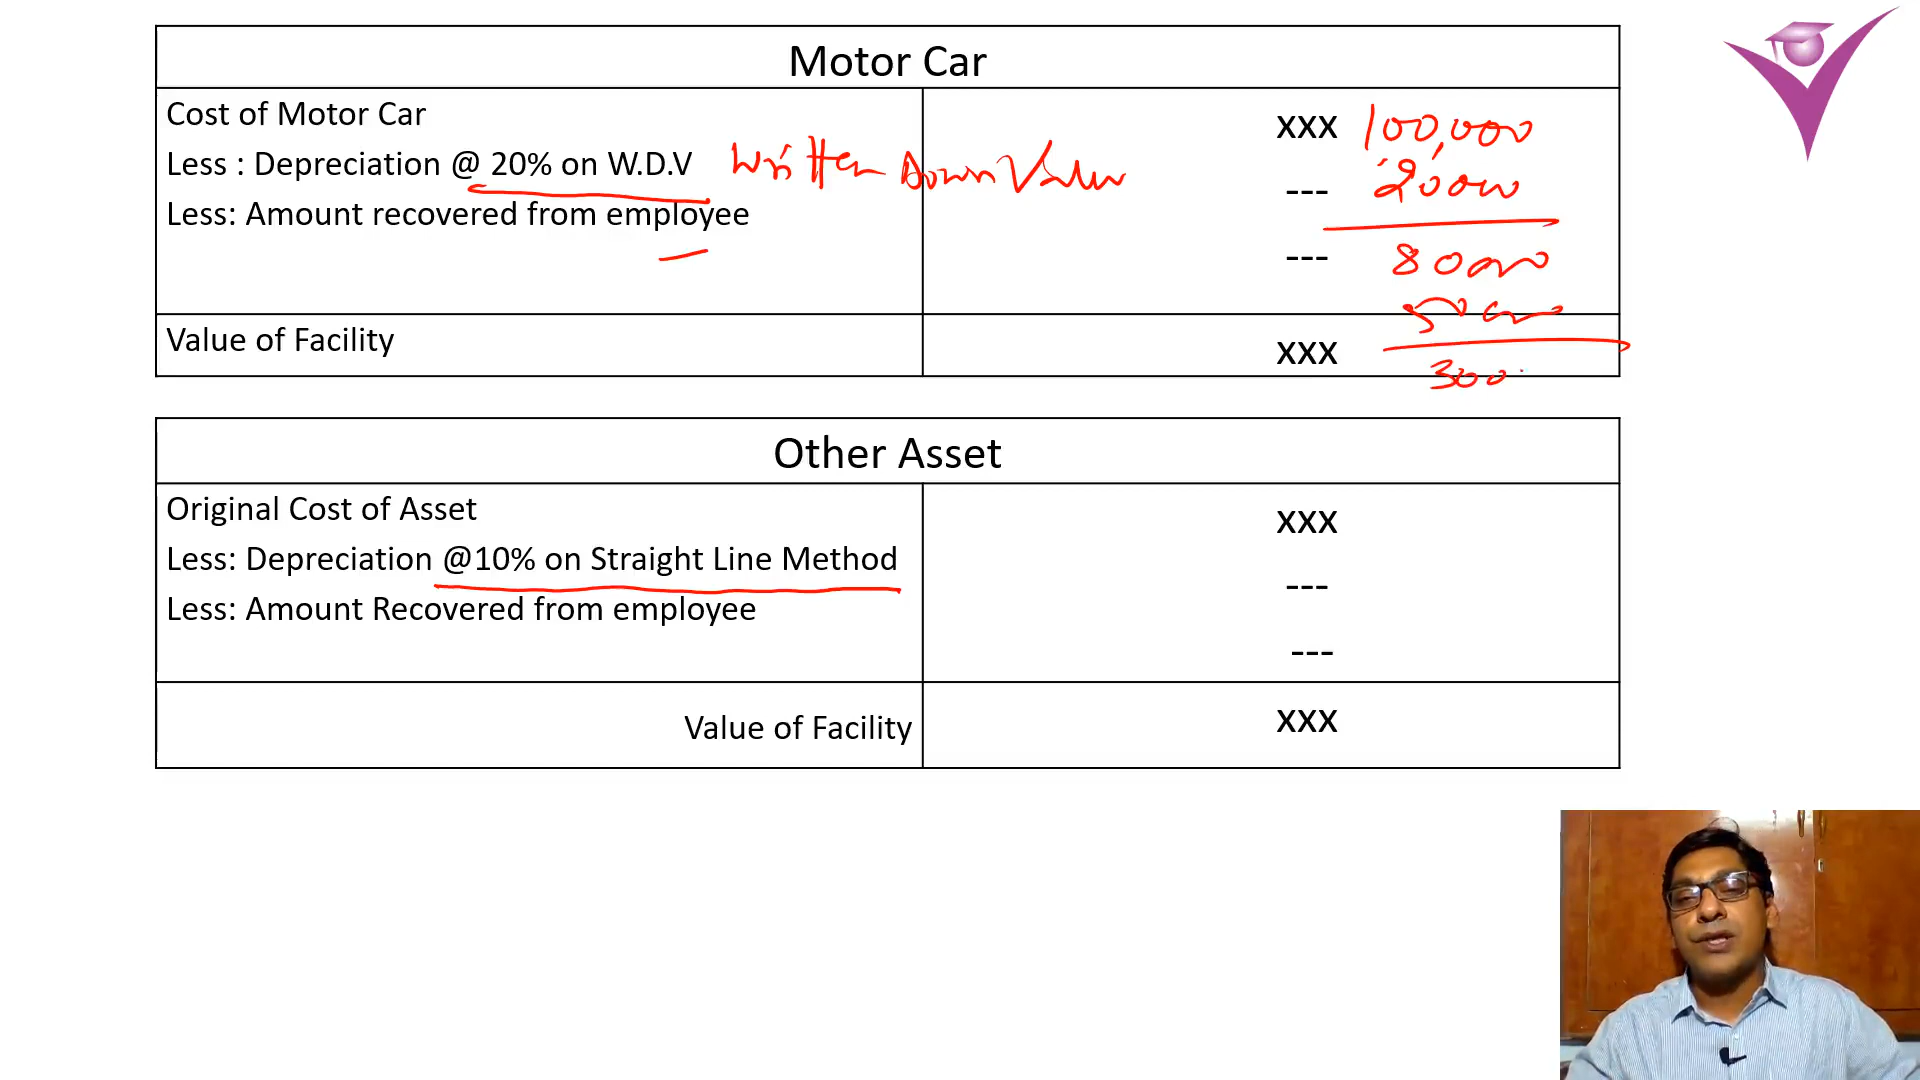 Motor Car
Cost of Motor Car xxx 100,000
Less : Depreciation @ 20% on W.D.V Written Down Value --- 20000
Less: Amount recovered from employee --- 80000
50000
Value of Facility xxx
3000
Other Asset
Original Cost of Asset xxx
Less: Depreciation @10% on Straight Line Method ---
Less: Amount Recovered from employee ---
Value of Facility xxx